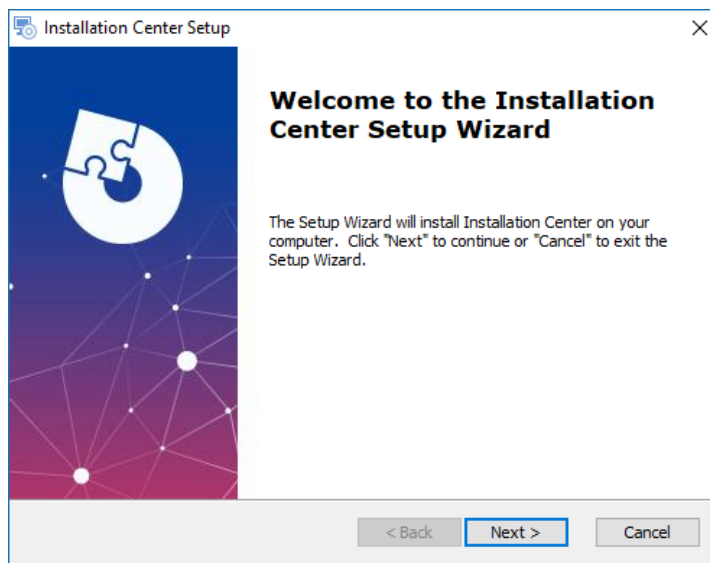 Installation Center Setup
Welcome to the Installation
Center Setup Wizard
The Setup Wizard will install Installation Center on your
computer.  Click "Next" to continue or "Cancel" to exit the
Setup Wizard.
< Back
Next >
Cancel